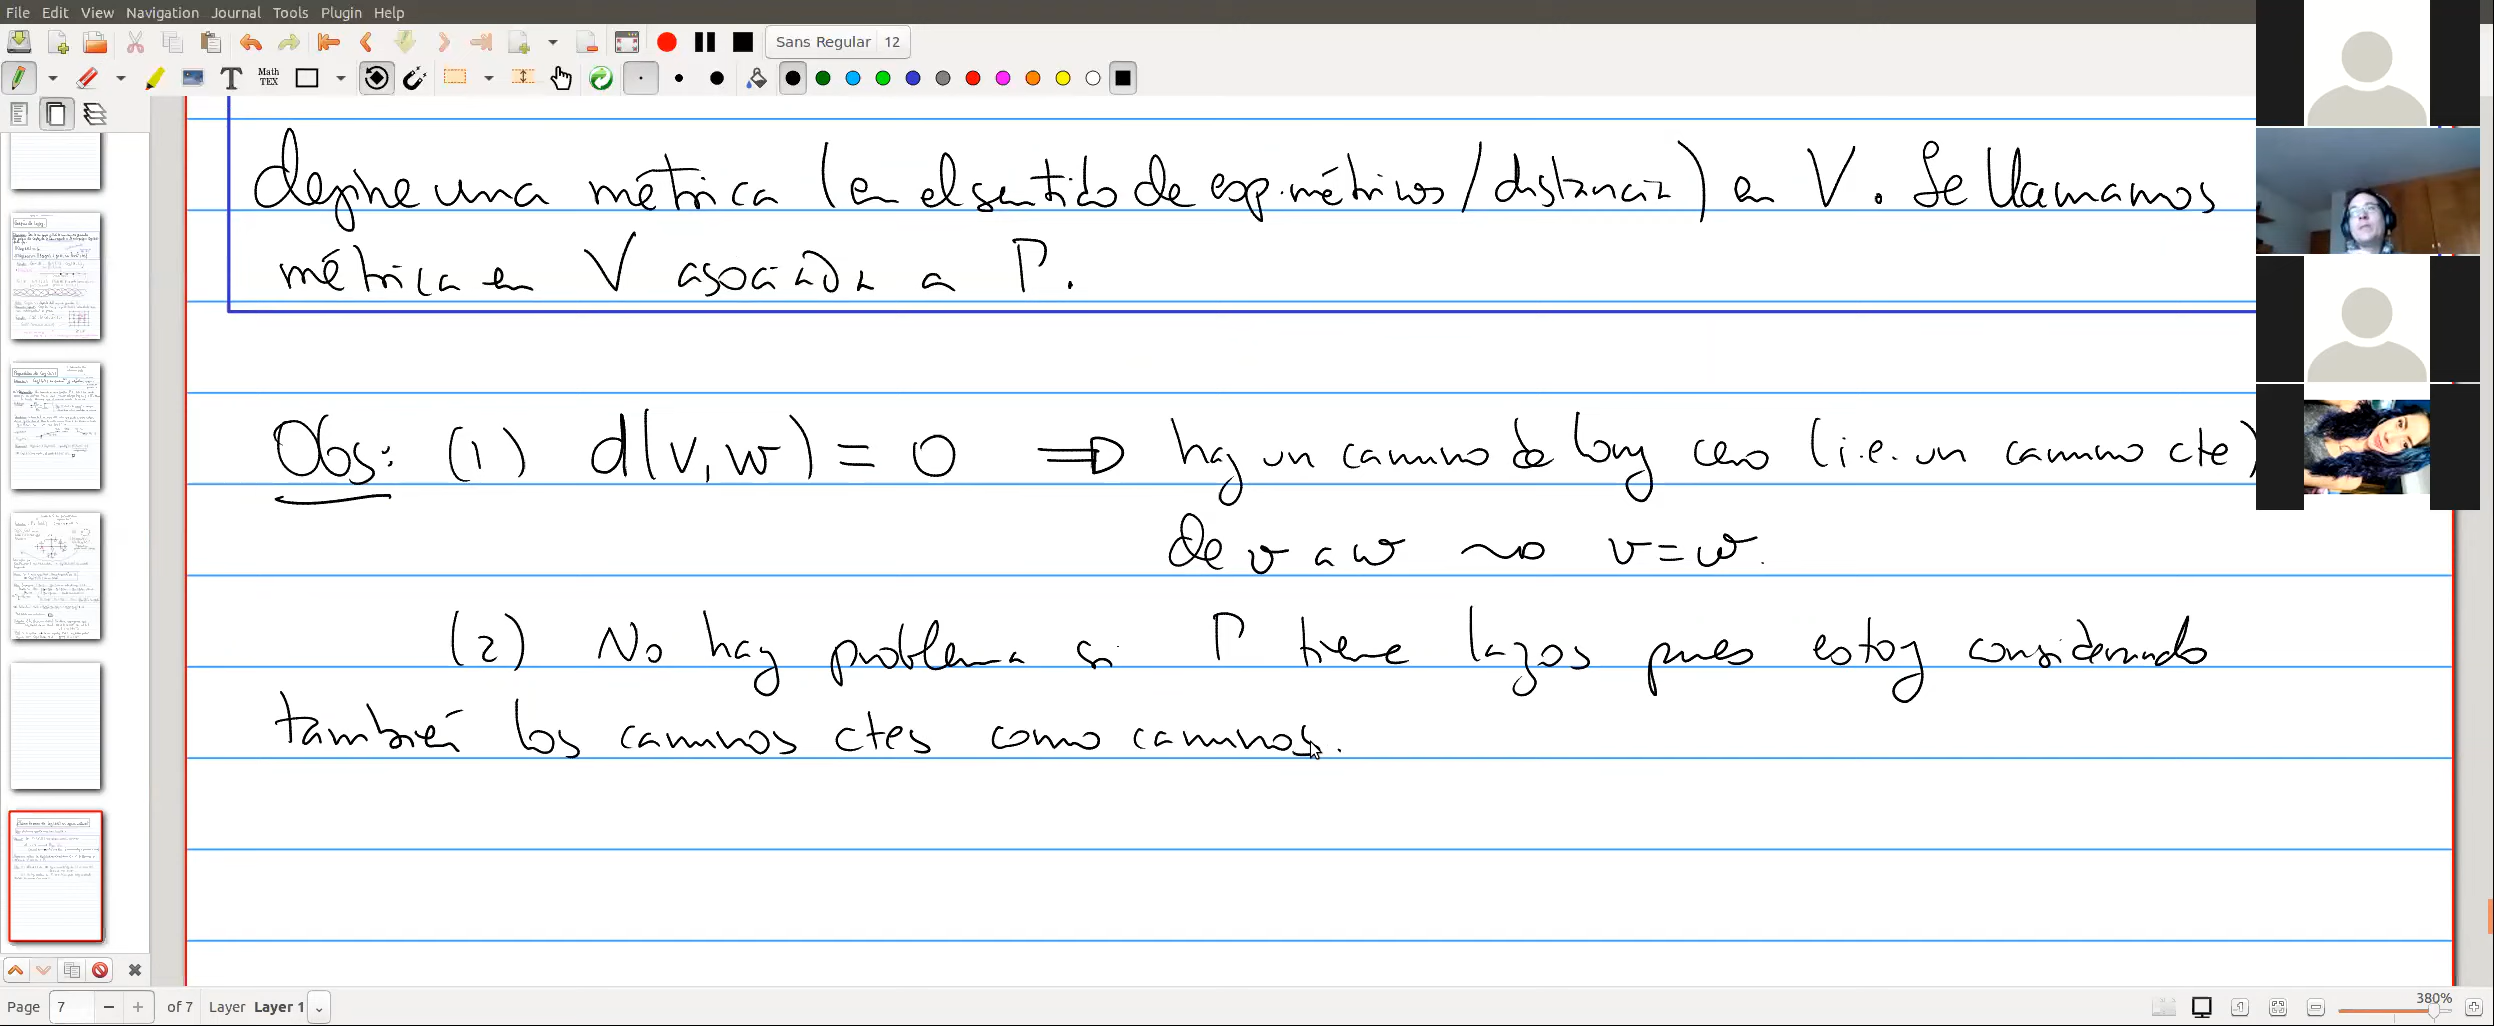 File Edit View Navigation Journal Tools Plugin Help
Sans Regular 12
Math
TEX
define una métrica (en el sentido de esp. métricos/distancia) en V. Le llamamos
métrica en V asociada a Γ.
Obs: (1) d(v,w) = 0 ⇒ hay un camino de long cero (i.e. un camino cte)
de v a w ⇝ v=w.
(2) No hay problema si Γ tiene lazos pues estoy considerando
también los caminos ctes como caminos.
Page 7 of 7 Layer Layer 1 380%